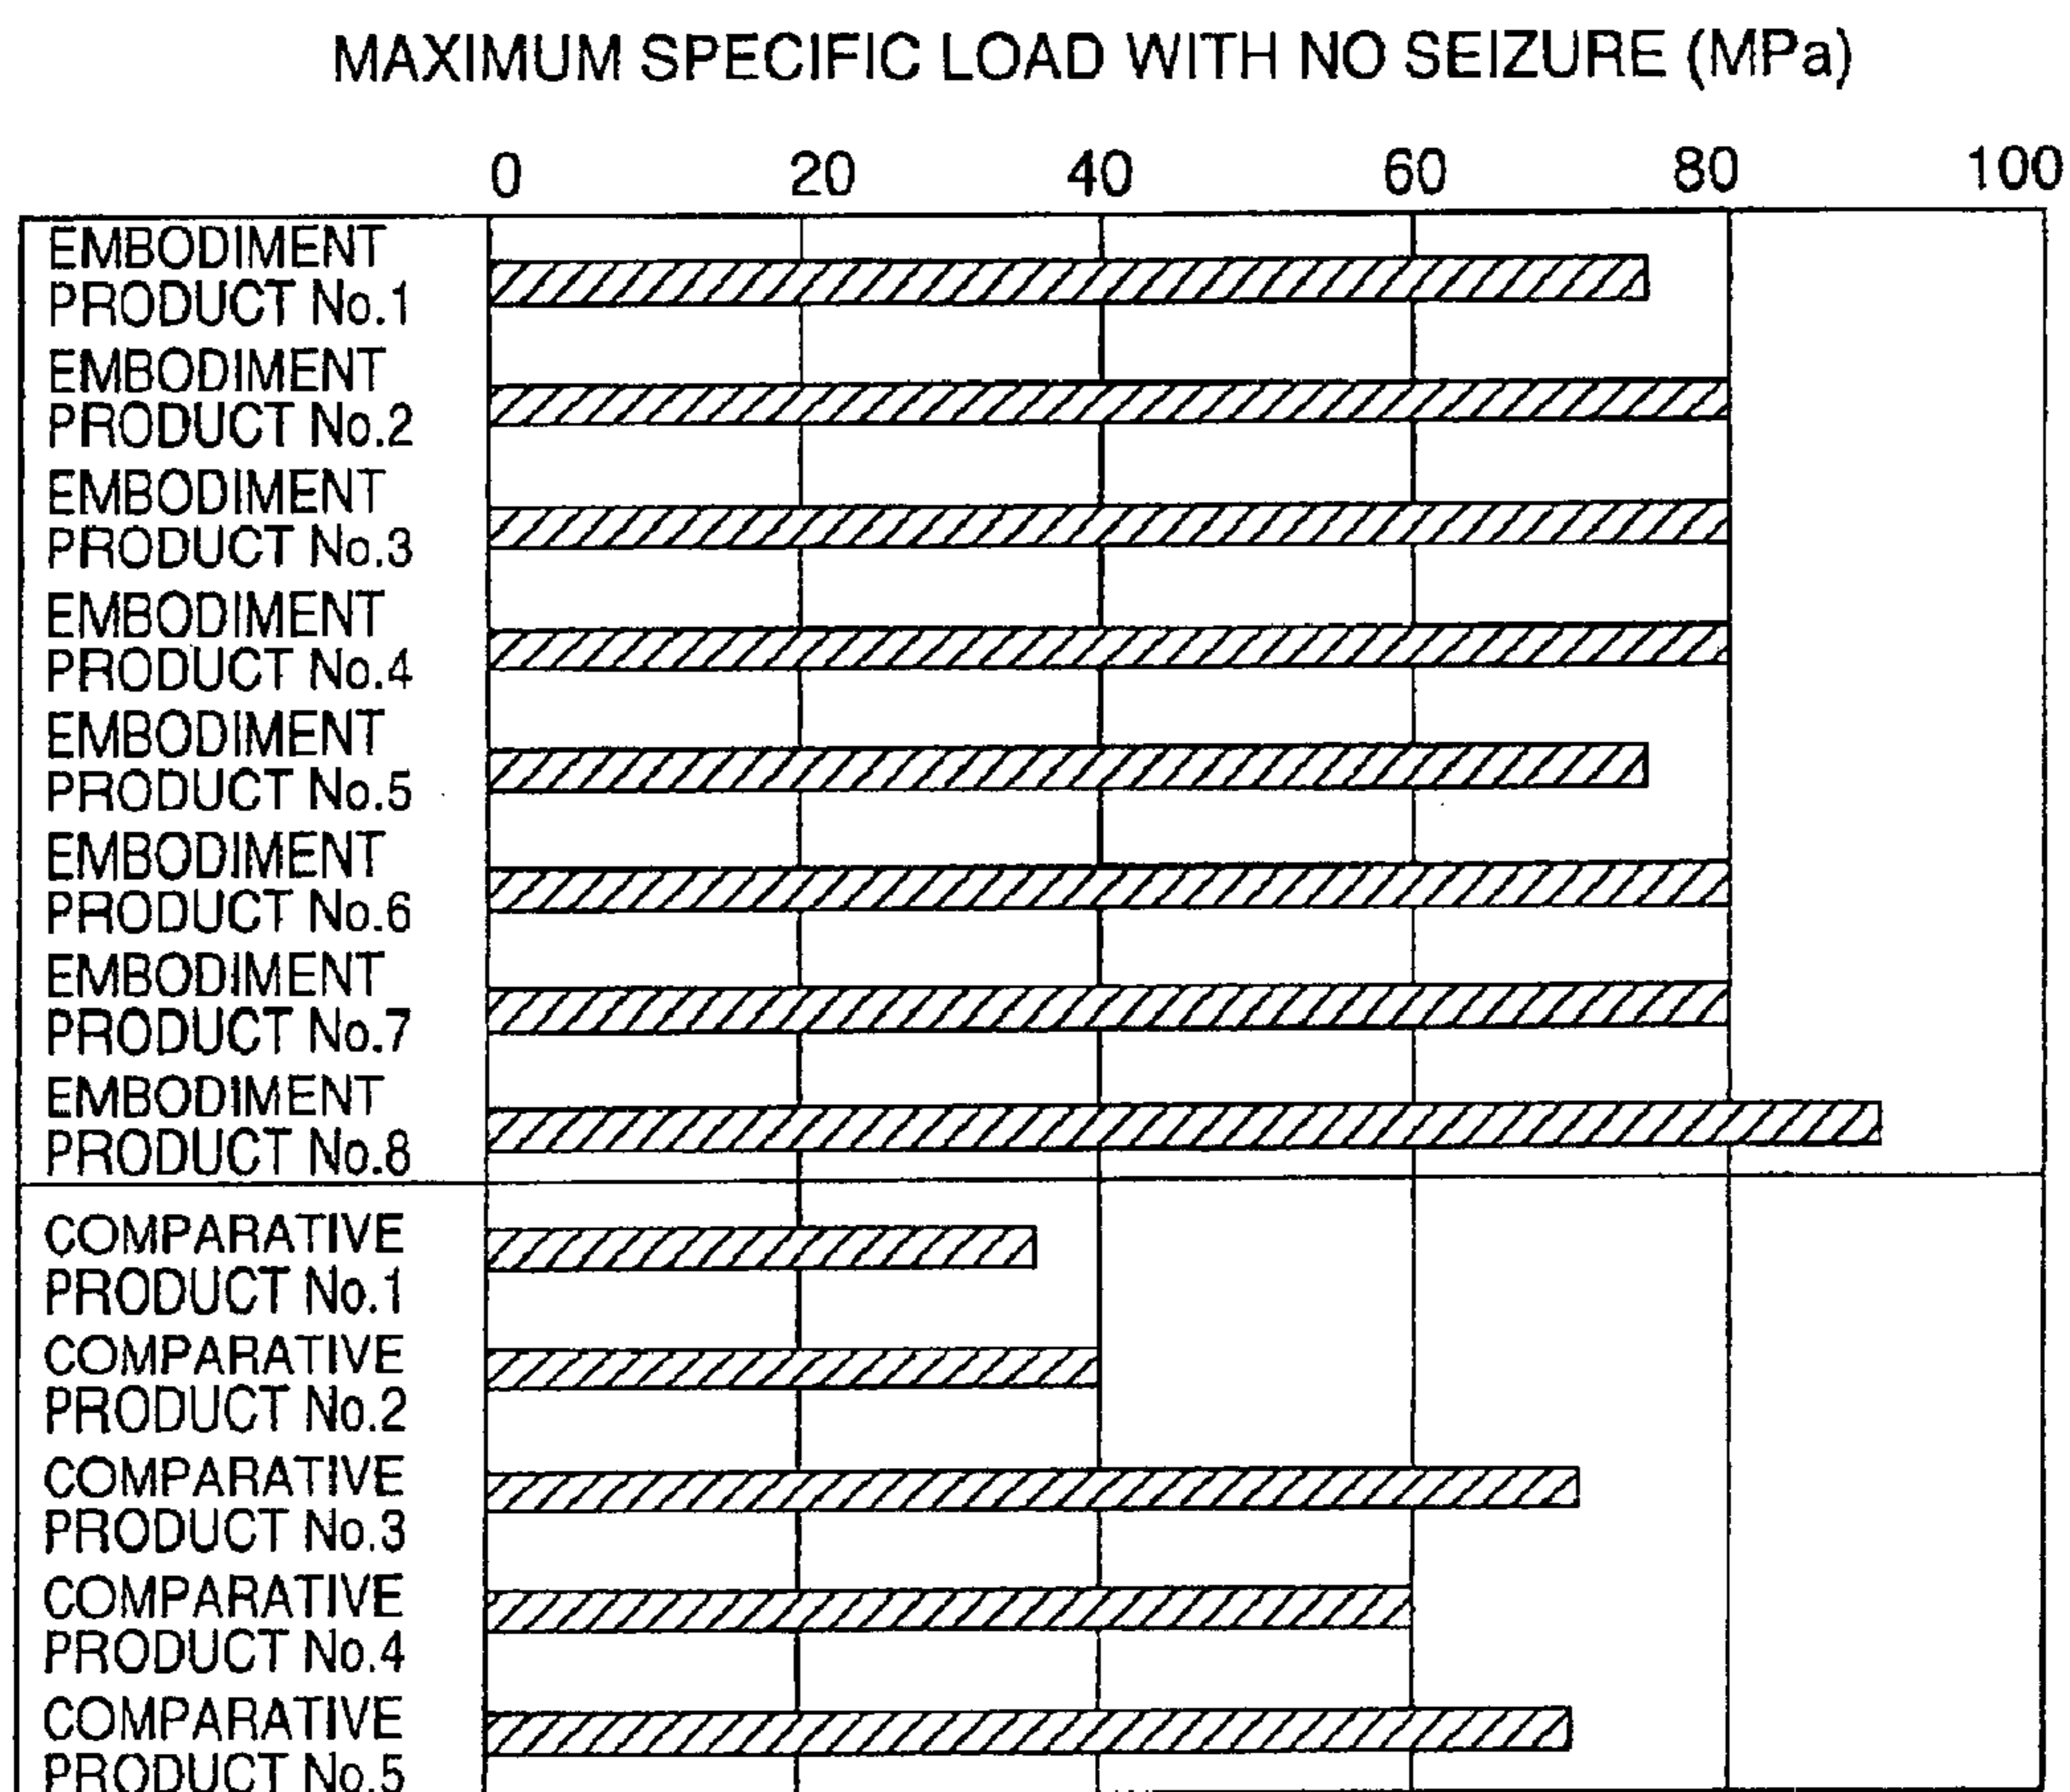 MAXIMUM SPECIFIC LOAD WITH NO SEIZURE (MPa)
0 20 40 60 80 100
EMBODIMENT
PRODUCT No.1
EMBODIMENT
PRODUCT No.2
EMBODIMENT
PRODUCT No.3
EMBODIMENT
PRODUCT No.4
EMBODIMENT
PRODUCT No.5
EMBODIMENT
PRODUCT No.6
EMBODIMENT
PRODUCT No.7
EMBODIMENT
PRODUCT No.8
COMPARATIVE
PRODUCT No.1
COMPARATIVE
PRODUCT No.2
COMPARATIVE
PRODUCT No.3
COMPARATIVE
PRODUCT No.4
COMPARATIVE
PRODUCT No.5